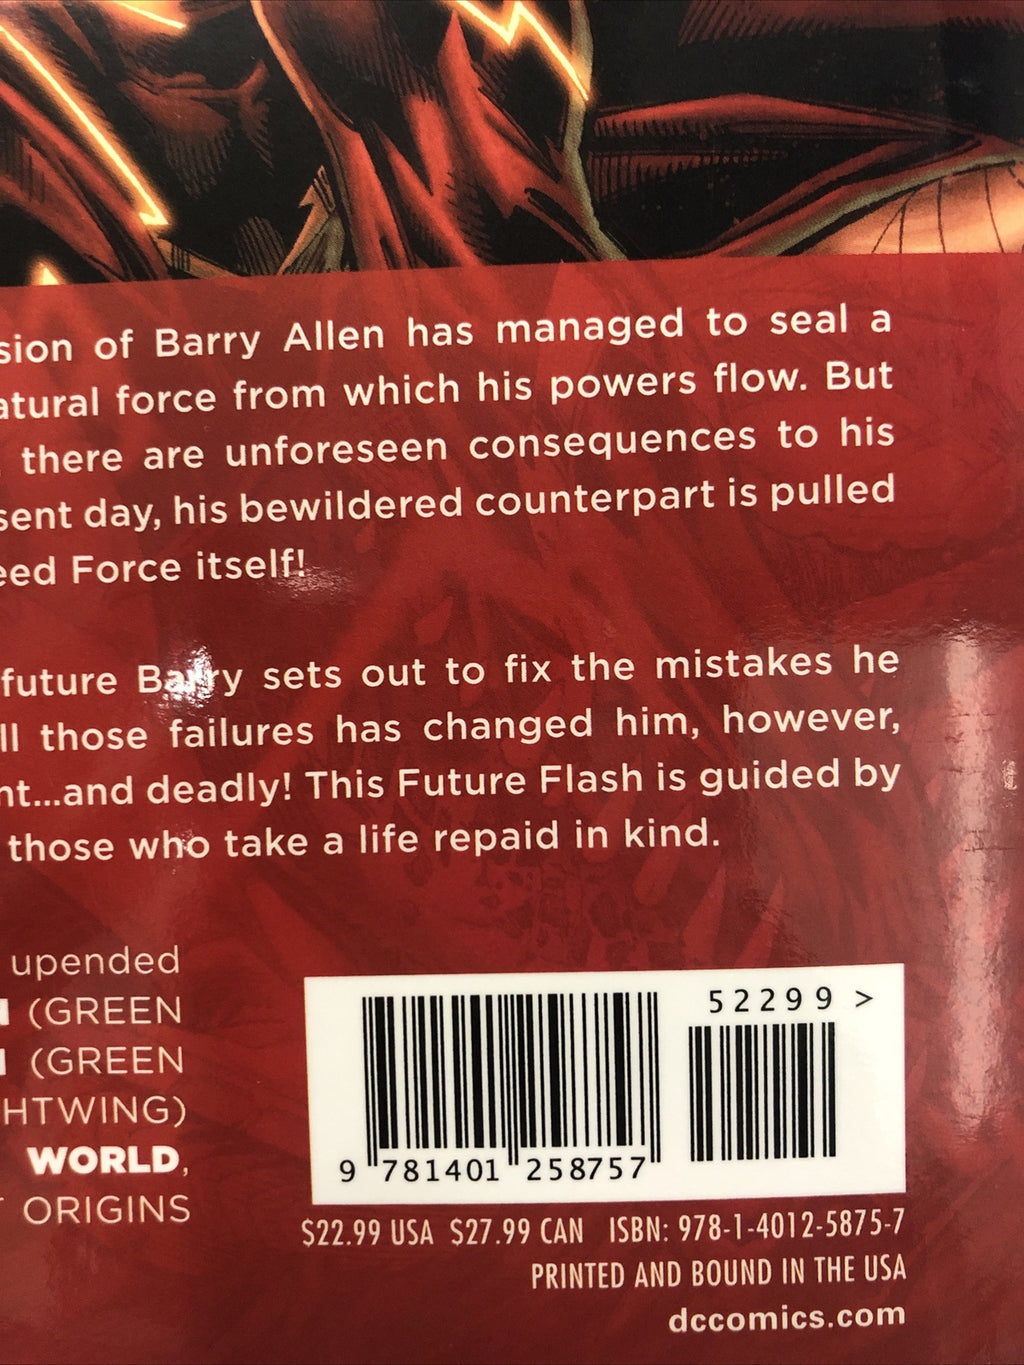 sion of Barry Allen has managed to seal a
atural force from which his powers flow. But
there are unforeseen consequences to his
sent day, his bewildered counterpart is pulled
eed Force itself!
future Barry sets out to fix the mistakes he
ll those failures has changed him, however,
nt...and deadly! This Future Flash is guided by
those who take a life repaid in kind.
upended
(GREEN
(GREEN
HTWING)
WORLD,
ORIGINS
52299 >
9 781401 258757
$22.99 USA $27.99 CAN ISBN: 978-1-4012-5875-7
PRINTED AND BOUND IN THE USA
dccomics.com